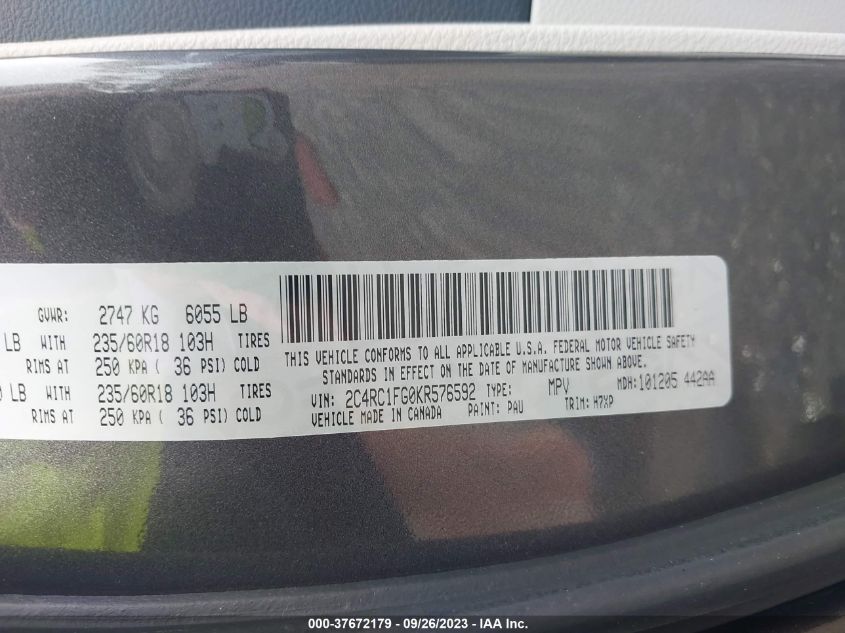 GVWR: 2747 KG 6055 LB
LB WITH 235/60R18 103H TIRES
RIMS AT 250 KPA ( 36 PSI) COLD
LB WITH 235/60R18 103H TIRES
RIMS AT 250 KPA ( 36 PSI) COLD
THIS VEHICLE CONFORMS TO ALL APPLICABLE U.S.A. FEDERAL MOTOR VEHICLE SAFETY
STANDARDS IN EFFECT ON THE DATE OF MANUFACTURE SHOWN ABOVE.
VIN: 2C4RC1FG0KR576592 TYPE: MPV MDH:101205 442AA
VEHICLE MADE IN CANADA PAINT: PAU TRIM: H7XP
000-37672179 - 09/26/2023 - IAA Inc.